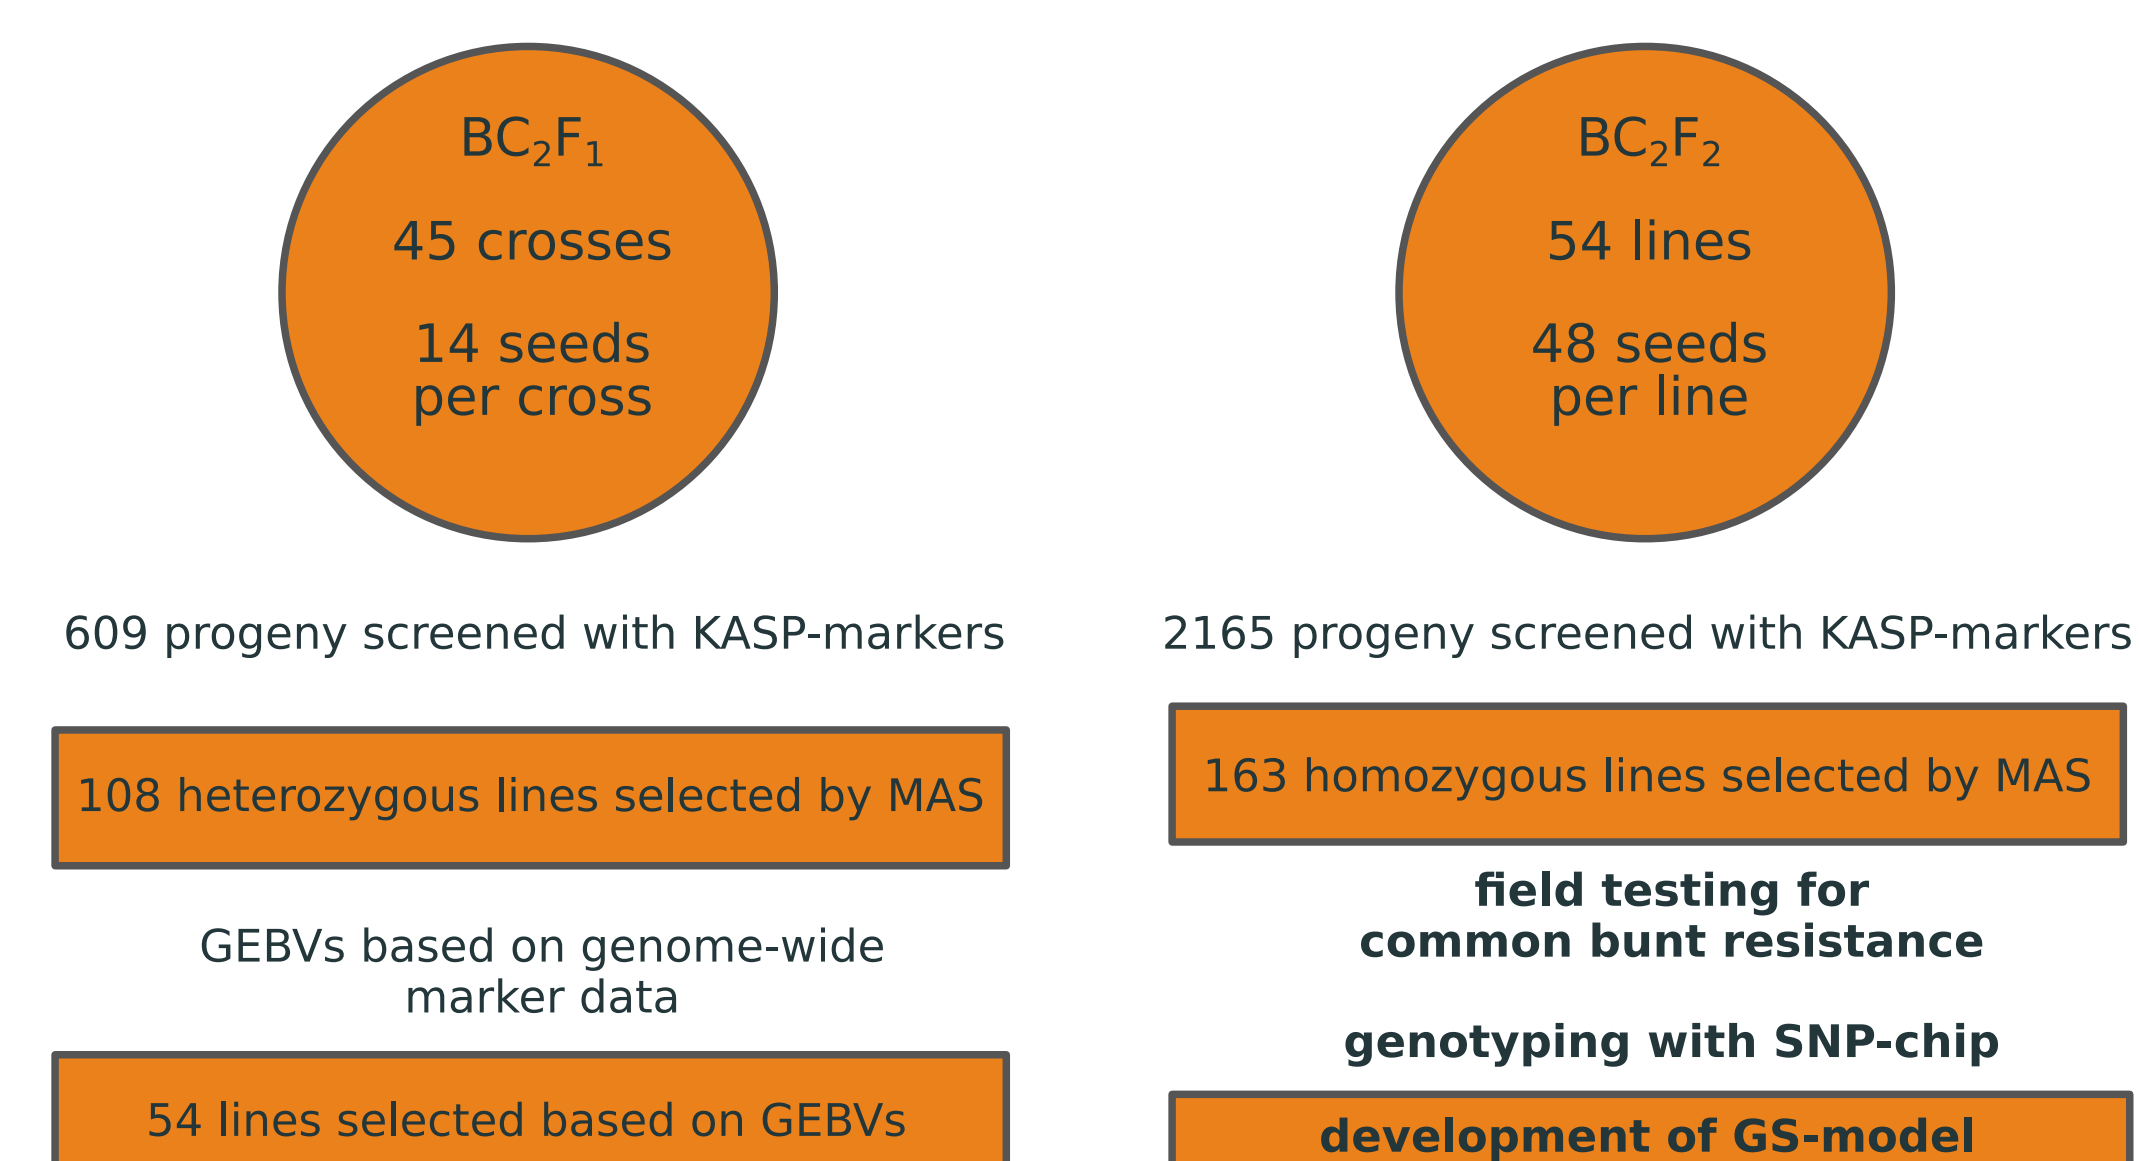 BC₂F₁
45 crosses
14 seeds
per cross
609 progeny screened with KASP-markers
108 heterozygous lines selected by MAS
GEBVs based on genome-wide
marker data
54 lines selected based on GEBVs
BC₂F₂
54 lines
48 seeds
per line
2165 progeny screened with KASP-markers
163 homozygous lines selected by MAS
field testing for
common bunt resistance
genotyping with SNP-chip
development of GS-model